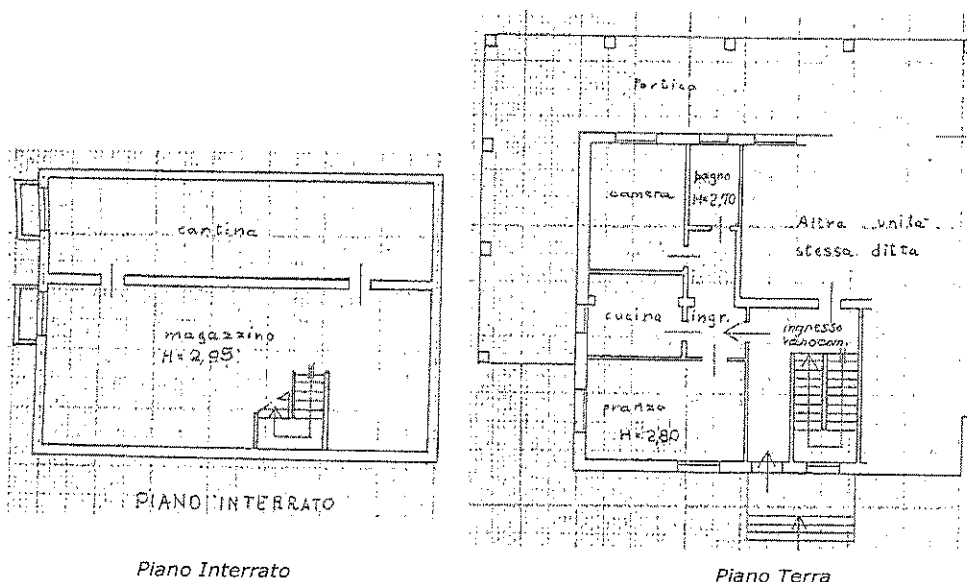 cantina
magazzino
H=2,95
PIANO INTERRATO
Piano Interrato
Portico
camera
bagno
H=2,70
Altra unità
stessa ditta
cucina
ingr.
ingresso
pranzo
H=2,80
Piano Terra